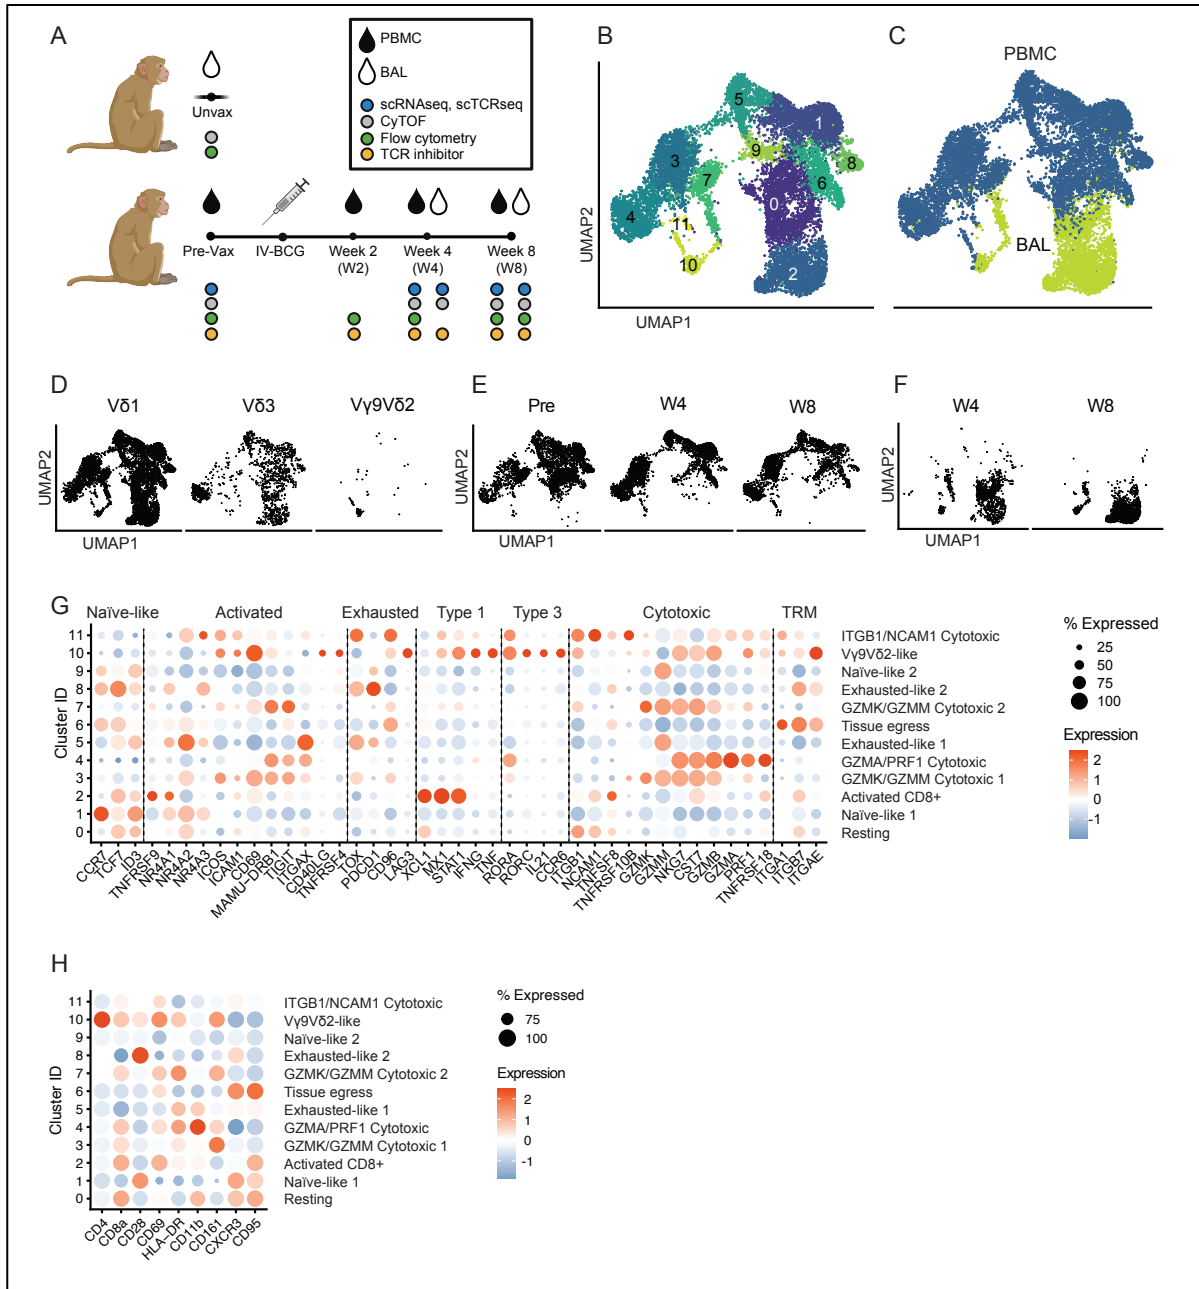 A
PBMC
BAL
scRNAseq, scTCRseq
CyTOF
Flow cytometry
TCR inhibitor
Unvax
Pre-Vax
IV-BCG
Week 2
(W2)
Week 4
(W4)
Week 8
(W8)
B
5
1
9
8
3
7
6
0
4
11
10
2
UMAP2
UMAP1
C
PBMC
BAL
D
Vδ1
Vδ3
Vγ9Vδ2
UMAP2
UMAP1
E
Pre
W4
W8
UMAP2
UMAP1
F
W4
W8
UMAP2
UMAP1
G
Naïve-like
Activated
Exhausted
Type 1
Type 3
Cytotoxic
TRM
Cluster ID
11 ITGB1/NCAM1 Cytotoxic
10 Vγ9Vδ2-like
9 Naïve-like 2
8 Exhausted-like 2
7 GZMK/GZMM Cytotoxic 2
6 Tissue egress
5 Exhausted-like 1
4 GZMA/PRF1 Cytotoxic
3 GZMK/GZMM Cytotoxic 1
2 Activated CD8+
1 Naïve-like 1
0 Resting
CCR7
TCF7
ID3
TNFRSF9
NR4A1
NR4A2
NR4A3
ICOS
ICAM1
CD69
MAMU-DRB1
TIGIT
ITGAX
CD40LG
TNFRSF4
TOX
PDCD1
CD96
LAG3
XCL1
MX1
STAT1
IFNG
TNF
RORA
RORC
IL21
CCR6
ITGB1
NCAM1
TNFSF8
TNFRSF10B
GZMK
GZMM
NKG7
CST7
GZMB
GZMA
PRF1
TNFRSF18
ITGA1
ITGB7
ITGAE
% Expressed
25
50
75
100
Expression
2
1
0
-1
H
Cluster ID
11 ITGB1/NCAM1 Cytotoxic
10 Vγ9Vδ2-like
9 Naïve-like 2
8 Exhausted-like 2
7 GZMK/GZMM Cytotoxic 2
6 Tissue egress
5 Exhausted-like 1
4 GZMA/PRF1 Cytotoxic
3 GZMK/GZMM Cytotoxic 1
2 Activated CD8+
1 Naïve-like 1
0 Resting
CD4
CD8a
CD28
CD69
HLA-DR
CD11b
CD161
CXCR3
CD95
% Expressed
75
100
Expression
2
1
0
-1